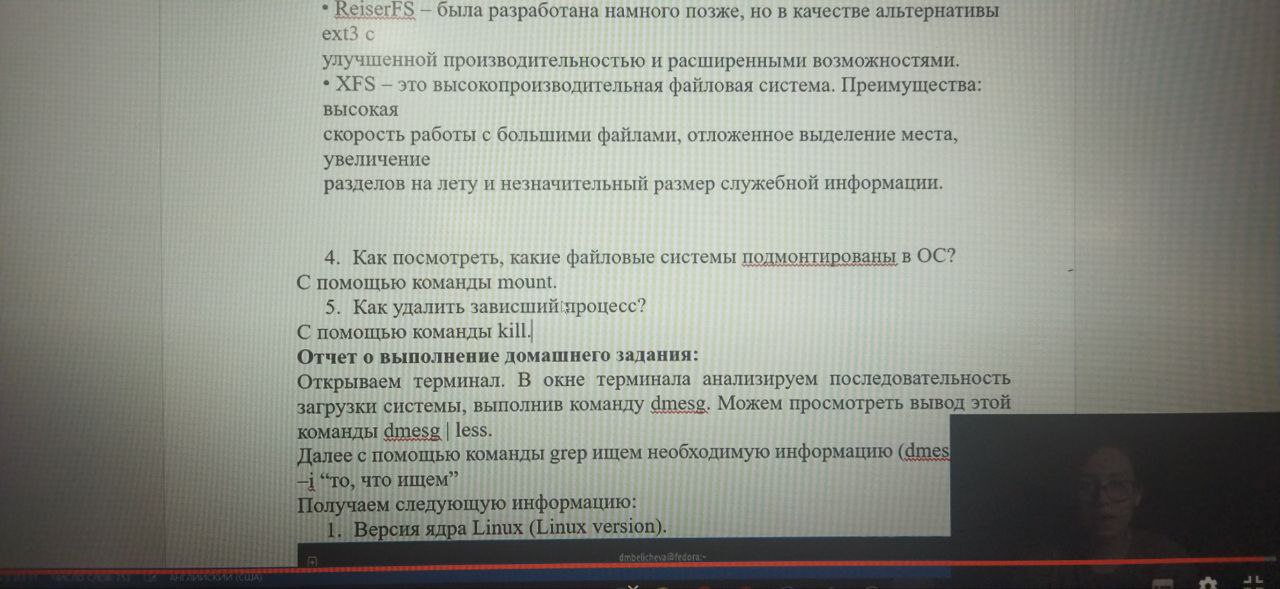 • ReiserFS – была разработана намного позже, но в качестве альтернативы
ext3 с
улучшенной производительностью и расширенными возможностями.
• XFS – это высокопроизводительная файловая система. Преимущества:
высокая
скорость работы с большими файлами, отложенное выделение места,
увеличение
разделов на лету и незначительный размер служебной информации.
4. Как посмотреть, какие файловые системы подмонтированы в ОС?
С помощью команды mount.
5. Как удалить зависший процесс?
С помощью команды kill.
Отчет о выполнение домашнего задания:
Открываем терминал. В окне терминала анализируем последовательность
загрузки системы, выполнив команду dmesg. Можем просмотреть вывод этой
команды dmesg | less.
Далее с помощью команды grep ищем необходимую информацию (dmes
–i “то, что ищем”
Получаем следующую информацию:
1. Версия ядра Linux (Linux version).
dmbelicheva@fedora:~
ЧИСЛО СЛОВ: 753 АНГЛИЙСКИЙ (США)